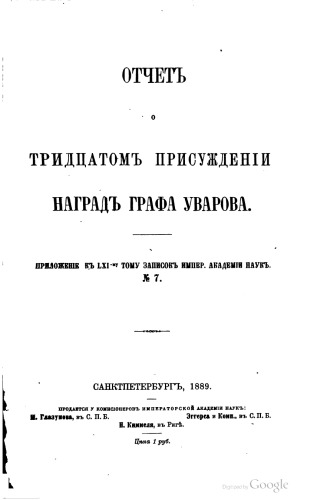 ОТЧЕТЪ
О
ТРИДЦАТОМЪ ПРИСУЖДЕНІИ
НАГРАДЪ ГРАФА УВАРОВА.
ПРИЛОЖЕНІЕ КЪ LXI-МУ ТОМУ ЗАПИСОКЪ ИМПЕР. АКАДЕМІИ НАУКЪ.
№ 7.
САНКТПЕТЕРБУРГЪ, 1889.
ПРОДАЕТСЯ У КОМИСІОНЕРОВЪ ИМПЕРАТОРСКОЙ АКАДЕМІИ НАУКЪ:
И. Глазунова, въ С. П. Б. Эггерса и Комп., въ С. П. Б.
Н. Киммеля, въ Ригѣ.
Цѣна 1 руб.
Digitized by Google